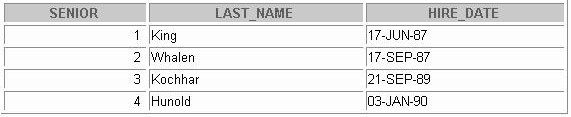 SENIOR LAST_NAME HIRE_DATE
1 King 17-JUN-87
2 Whalen 17-SEP-87
3 Kochhar 21-SEP-89
4 Hunold 03-JAN-90